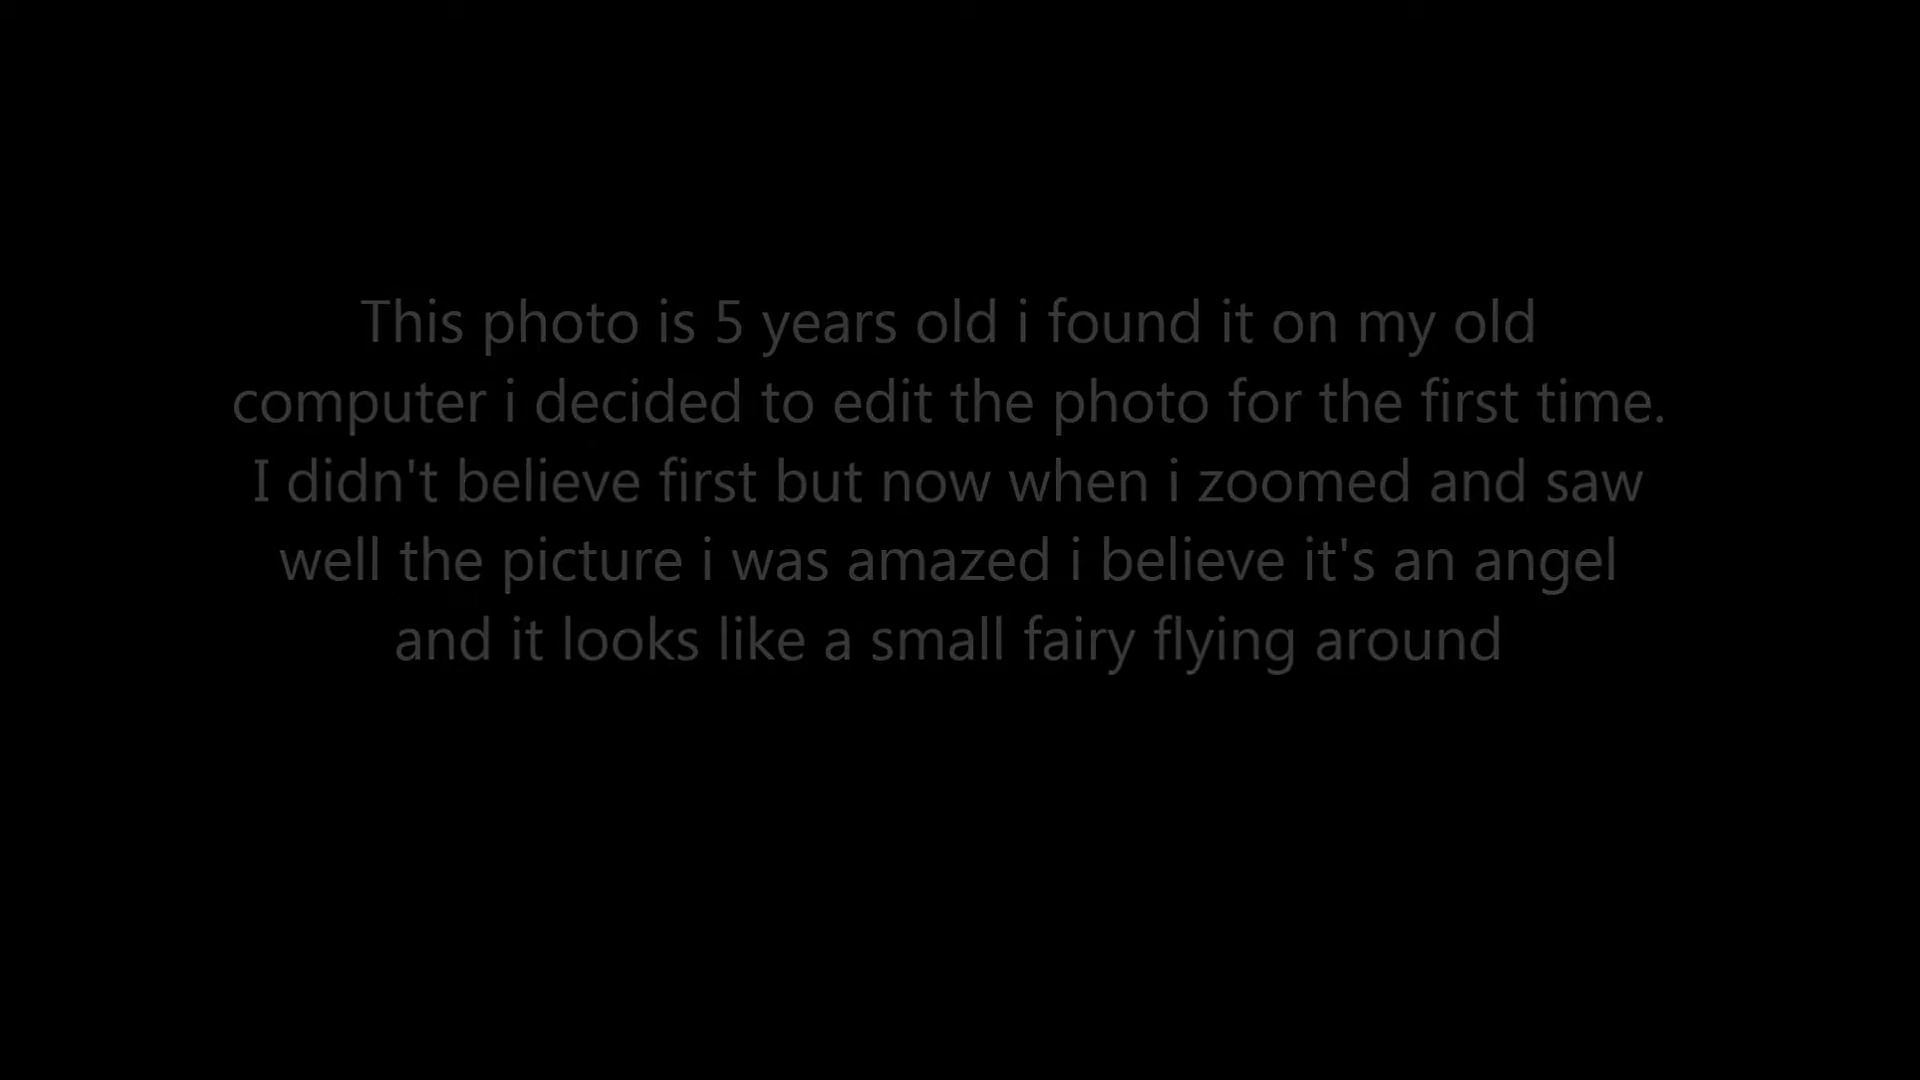 This photo is 5 years old i found it on my old
computer i decided to edit the photo for the first time.
I didn't believe first but now when i zoomed and saw
well the picture i was amazed i believe it's an angel
and it looks like a small fairy flying around